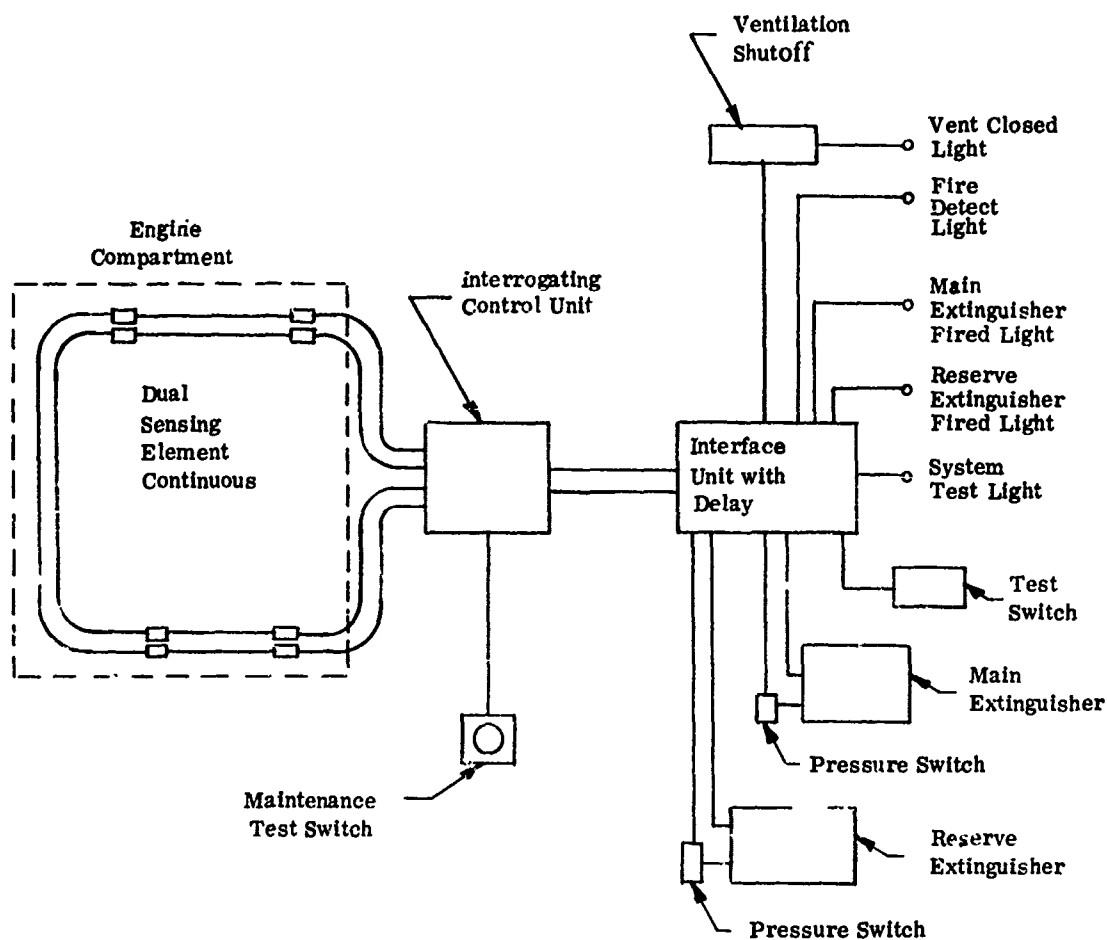 Ventilation
Shutoff
Vent Closed
Light
Fire
Detect
Light
Engine
Compartment
Interrogating
Control Unit
Main
Extinguisher
Fired Light
Reserve
Extinguisher
Fired Light
Dual
Sensing
Element
Continuous
Interface
Unit with
Delay
System
Test Light
Test
Switch
Main
Extinguisher
Pressure Switch
Maintenance
Test Switch
Reserve
Extinguisher
Pressure Switch